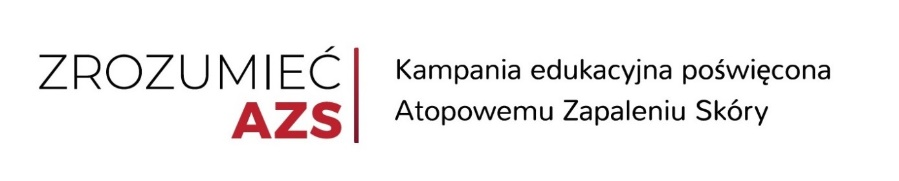 ZROZUMIEĆ
AZS
Kampania edukacyjna poświęcona
Atopowemu Zapaleniu Skóry